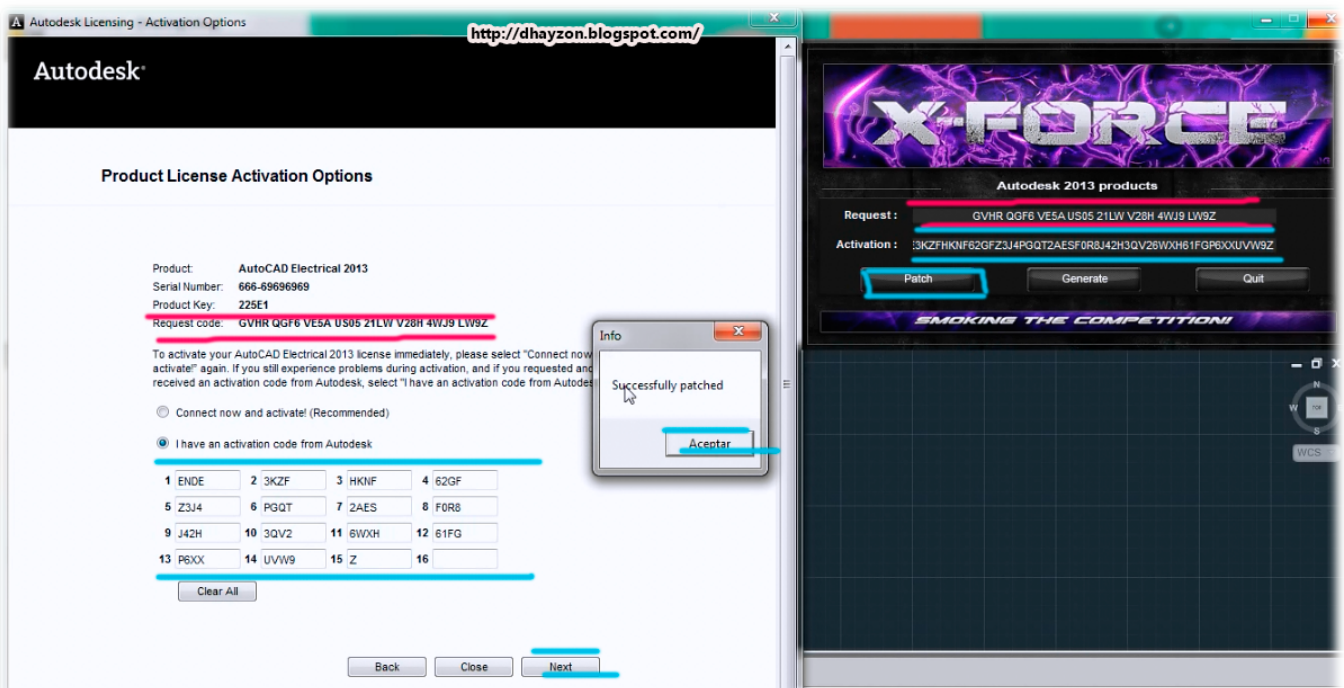 Autodesk Licensing - Activation Options
http://dhayzon.blogspot.com/
Autodesk
Product License Activation Options
Product: AutoCAD Electrical 2013
Serial Number: 666-69696969
Product Key: 225E1
Request code: GVHR QGF6 VE5A US05 21LW V28H 4WJ9 LW9Z
To activate your AutoCAD Electrical 2013 license immediately, please select "Connect now
activate!" again. If you still experience problems during activation, and if you requested and
received an activation code from Autodesk, select "I have an activation code from Autodes
Connect now and activate! (Recommended)
I have an activation code from Autodesk
1 ENDE 2 3KZF 3 HKNF 4 62GF
5 Z3J4 6 PGQT 7 2AES 8 F0R8
9 J42H 10 3QV2 11 6WXH 12 61FG
13 P6XX 14 UVW9 15 Z 16
Clear All
Back Close Next
Info
Successfully patched
Aceptar
X-FORCE
Autodesk 2013 products
Request : GVHR QGF6 VE5A US05 21LW V28H 4WJ9 LW9Z
Activation : 3KZFHKNF62GFZ3J4PGQT2AESF0R8J42H3QV26WXH61FGP6XXUVW9Z
Patch Generate Quit
SMOKING THE COMPETITION!
N
W TOP
S
WCS